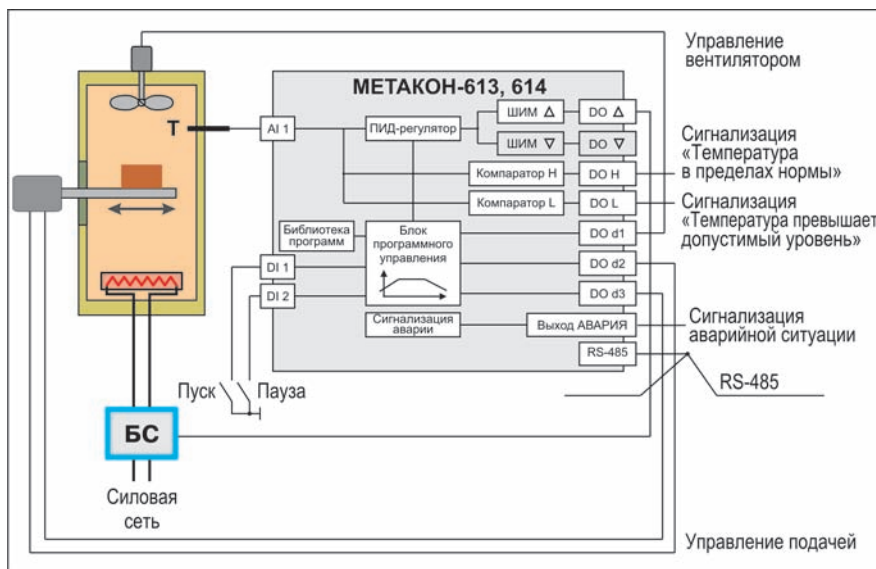 Управление
вентилятором
МЕТАКОН-613, 614
T
AI 1
ПИД-регулятор
ШИМ Δ
DO Δ
ШИМ ∇
DO ∇
Компаратор Н
DO H
Компаратор L
DO L
Сигнализация
«Температура
в пределах нормы»
Сигнализация
«Температура превышает
допустимый уровень»
Библиотека
программ
Блок
программного
управления
DO d1
DI 1
DO d2
DI 2
DO d3
Сигнализация
аварии
Выход АВАРИЯ
Сигнализация
аварийной ситуации
RS-485
RS-485
Пуск
Пауза
БС
Силовая
сеть
Управление подачей